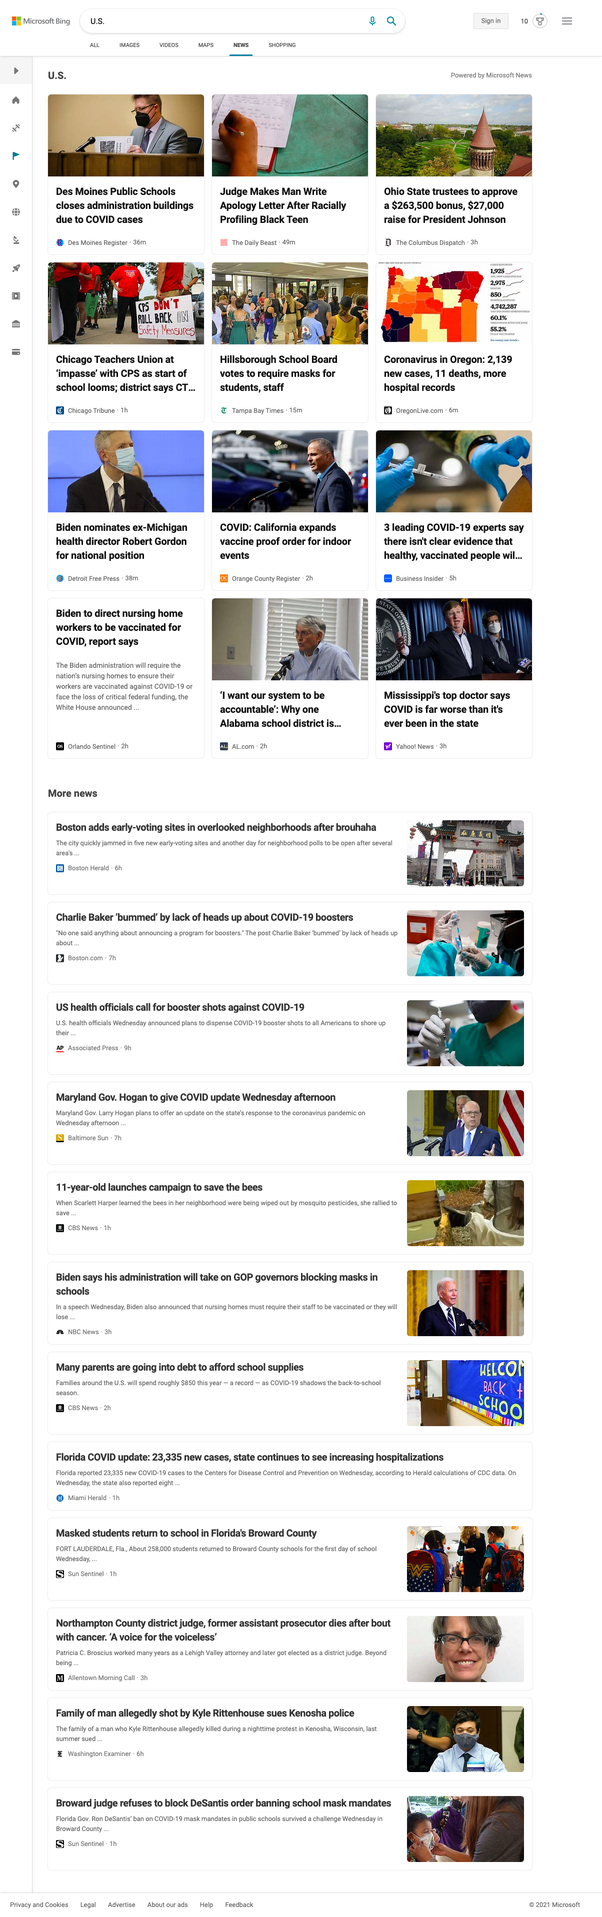 Microsoft Bing
U.S.
Sign in
10
ALL
IMAGES
VIDEOS
MAPS
NEWS
SHOPPING
U.S.
Powered by Microsoft News
Des Moines Public Schools
closes administration buildings
due to COVID cases
Des Moines Register · 36m
Judge Makes Man Write
Apology Letter After Racially
Profiling Black Teen
The Daily Beast · 49m
Ohio State trustees to approve
a $263,500 bonus, $27,000
raise for President Johnson
The Columbus Dispatch · 3h
CPS DON'T
ROLL BACK
Safety Measures
Chicago Teachers Union at
‘impasse’ with CPS as start of
school looms; district says CT...
Chicago Tribune · 1h
Hillsborough School Board
votes to require masks for
students, staff
Tampa Bay Times · 15m
1,925
2,975
850
4,742,287
60.1%
55.2%
Coronavirus in Oregon: 2,139
new cases, 11 deaths, more
hospital records
OregonLive.com · 6m
Biden nominates ex-Michigan
health director Robert Gordon
for national position
Detroit Free Press · 38m
COVID: California expands
vaccine proof order for indoor
events
Orange County Register · 2h
3 leading COVID-19 experts say
there isn't clear evidence that
healthy, vaccinated people wil...
Business Insider · 5h
Biden to direct nursing home
workers to be vaccinated for
COVID, report says
The Biden administration will require the
nation's nursing homes to ensure their
workers are vaccinated against COVID-19 or
face the loss of critical federal funding, the
White House announced ...
Orlando Sentinel · 2h
‘I want our system to be
accountable’: Why one
Alabama school district is...
AL.com · 2h
Mississippi's top doctor says
COVID is far worse than it's
ever been in the state
Yahoo! News · 3h
More news
Boston adds early-voting sites in overlooked neighborhoods after brouhaha
The city quickly jammed in five new early-voting sites and another day for neighborhood polls to be open after several
area's ...
Boston Herald · 6h
Charlie Baker ‘bummed’ by lack of heads up about COVID-19 boosters
"No one said anything about announcing a program for boosters." The post Charlie Baker ‘bummed’ by lack of heads up
about ...
Boston.com · 7h
US health officials call for booster shots against COVID-19
U.S. health officials Wednesday announced plans to dispense COVID-19 booster shots to all Americans to shore up
their ...
AP
Associated Press · 9h
Maryland Gov. Hogan to give COVID update Wednesday afternoon
Maryland Gov. Larry Hogan plans to offer an update on the state's response to the coronavirus pandemic on
Wednesday afternoon ...
Baltimore Sun · 7h
11-year-old launches campaign to save the bees
When Scarlett Harper learned the bees in her neighborhood were being wiped out by mosquito pesticides, she rallied to
save ...
CBS News · 1h
Biden says his administration will take on GOP governors blocking masks in
schools
In a speech Wednesday, Biden also announced that nursing homes must require their staff to be vaccinated or they will
lose ...
NBC News · 3h
Many parents are going into debt to afford school supplies
Families around the U.S. will spend roughly $850 this year — a record — as COVID-19 shadows the back-to-school
season.
CBS News · 2h
WELCOM
BACK T
SCHOO
Florida COVID update: 23,335 new cases, state continues to see increasing hospitalizations
Florida reported 23,335 new COVID-19 cases to the Centers for Disease Control and Prevention on Wednesday, according to Herald calculations of CDC data. On
Wednesday, the state also reported eight ...
Miami Herald · 1h
Masked students return to school in Florida's Broward County
FORT LAUDERDALE, Fla., About 258,000 students returned to Broward County schools for the first day of school
Wednesday, ...
Sun Sentinel · 1h
Northampton County district judge, former assistant prosecutor dies after bout
with cancer. ‘A voice for the voiceless’
Patricia C. Broscius worked many years as a Lehigh Valley attorney and later got elected as a district judge. Beyond
being ...
Allentown Morning Call · 3h
Family of man allegedly shot by Kyle Rittenhouse sues Kenosha police
The family of a man who Kyle Rittenhouse allegedly killed during a nighttime protest in Kenosha, Wisconsin, last
summer sued ...
Washington Examiner · 6h
Broward judge refuses to block DeSantis order banning school mask mandates
Florida Gov. Ron DeSantis' ban on COVID-19 mask mandates in public schools survived a challenge Wednesday in
Broward County ...
Sun Sentinel · 1h
Privacy and Cookies
Legal
Advertise
About our ads
Help
Feedback
© 2021 Microsoft